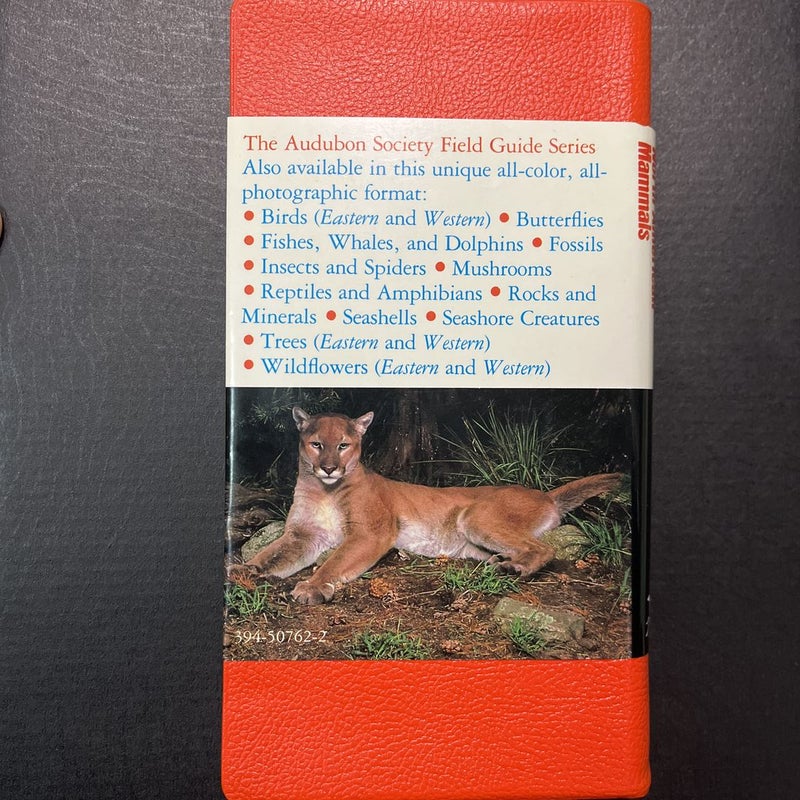 The Audubon Society Field Guide Series
Also available in this unique all-color, all-
photographic format:
• Birds (Eastern and Western) • Butterflies
• Fishes, Whales, and Dolphins • Fossils
• Insects and Spiders • Mushrooms
• Reptiles and Amphibians • Rocks and
Minerals • Seashells • Seashore Creatures
• Trees (Eastern and Western)
• Wildflowers (Eastern and Western)
394-50762-2
Mammals